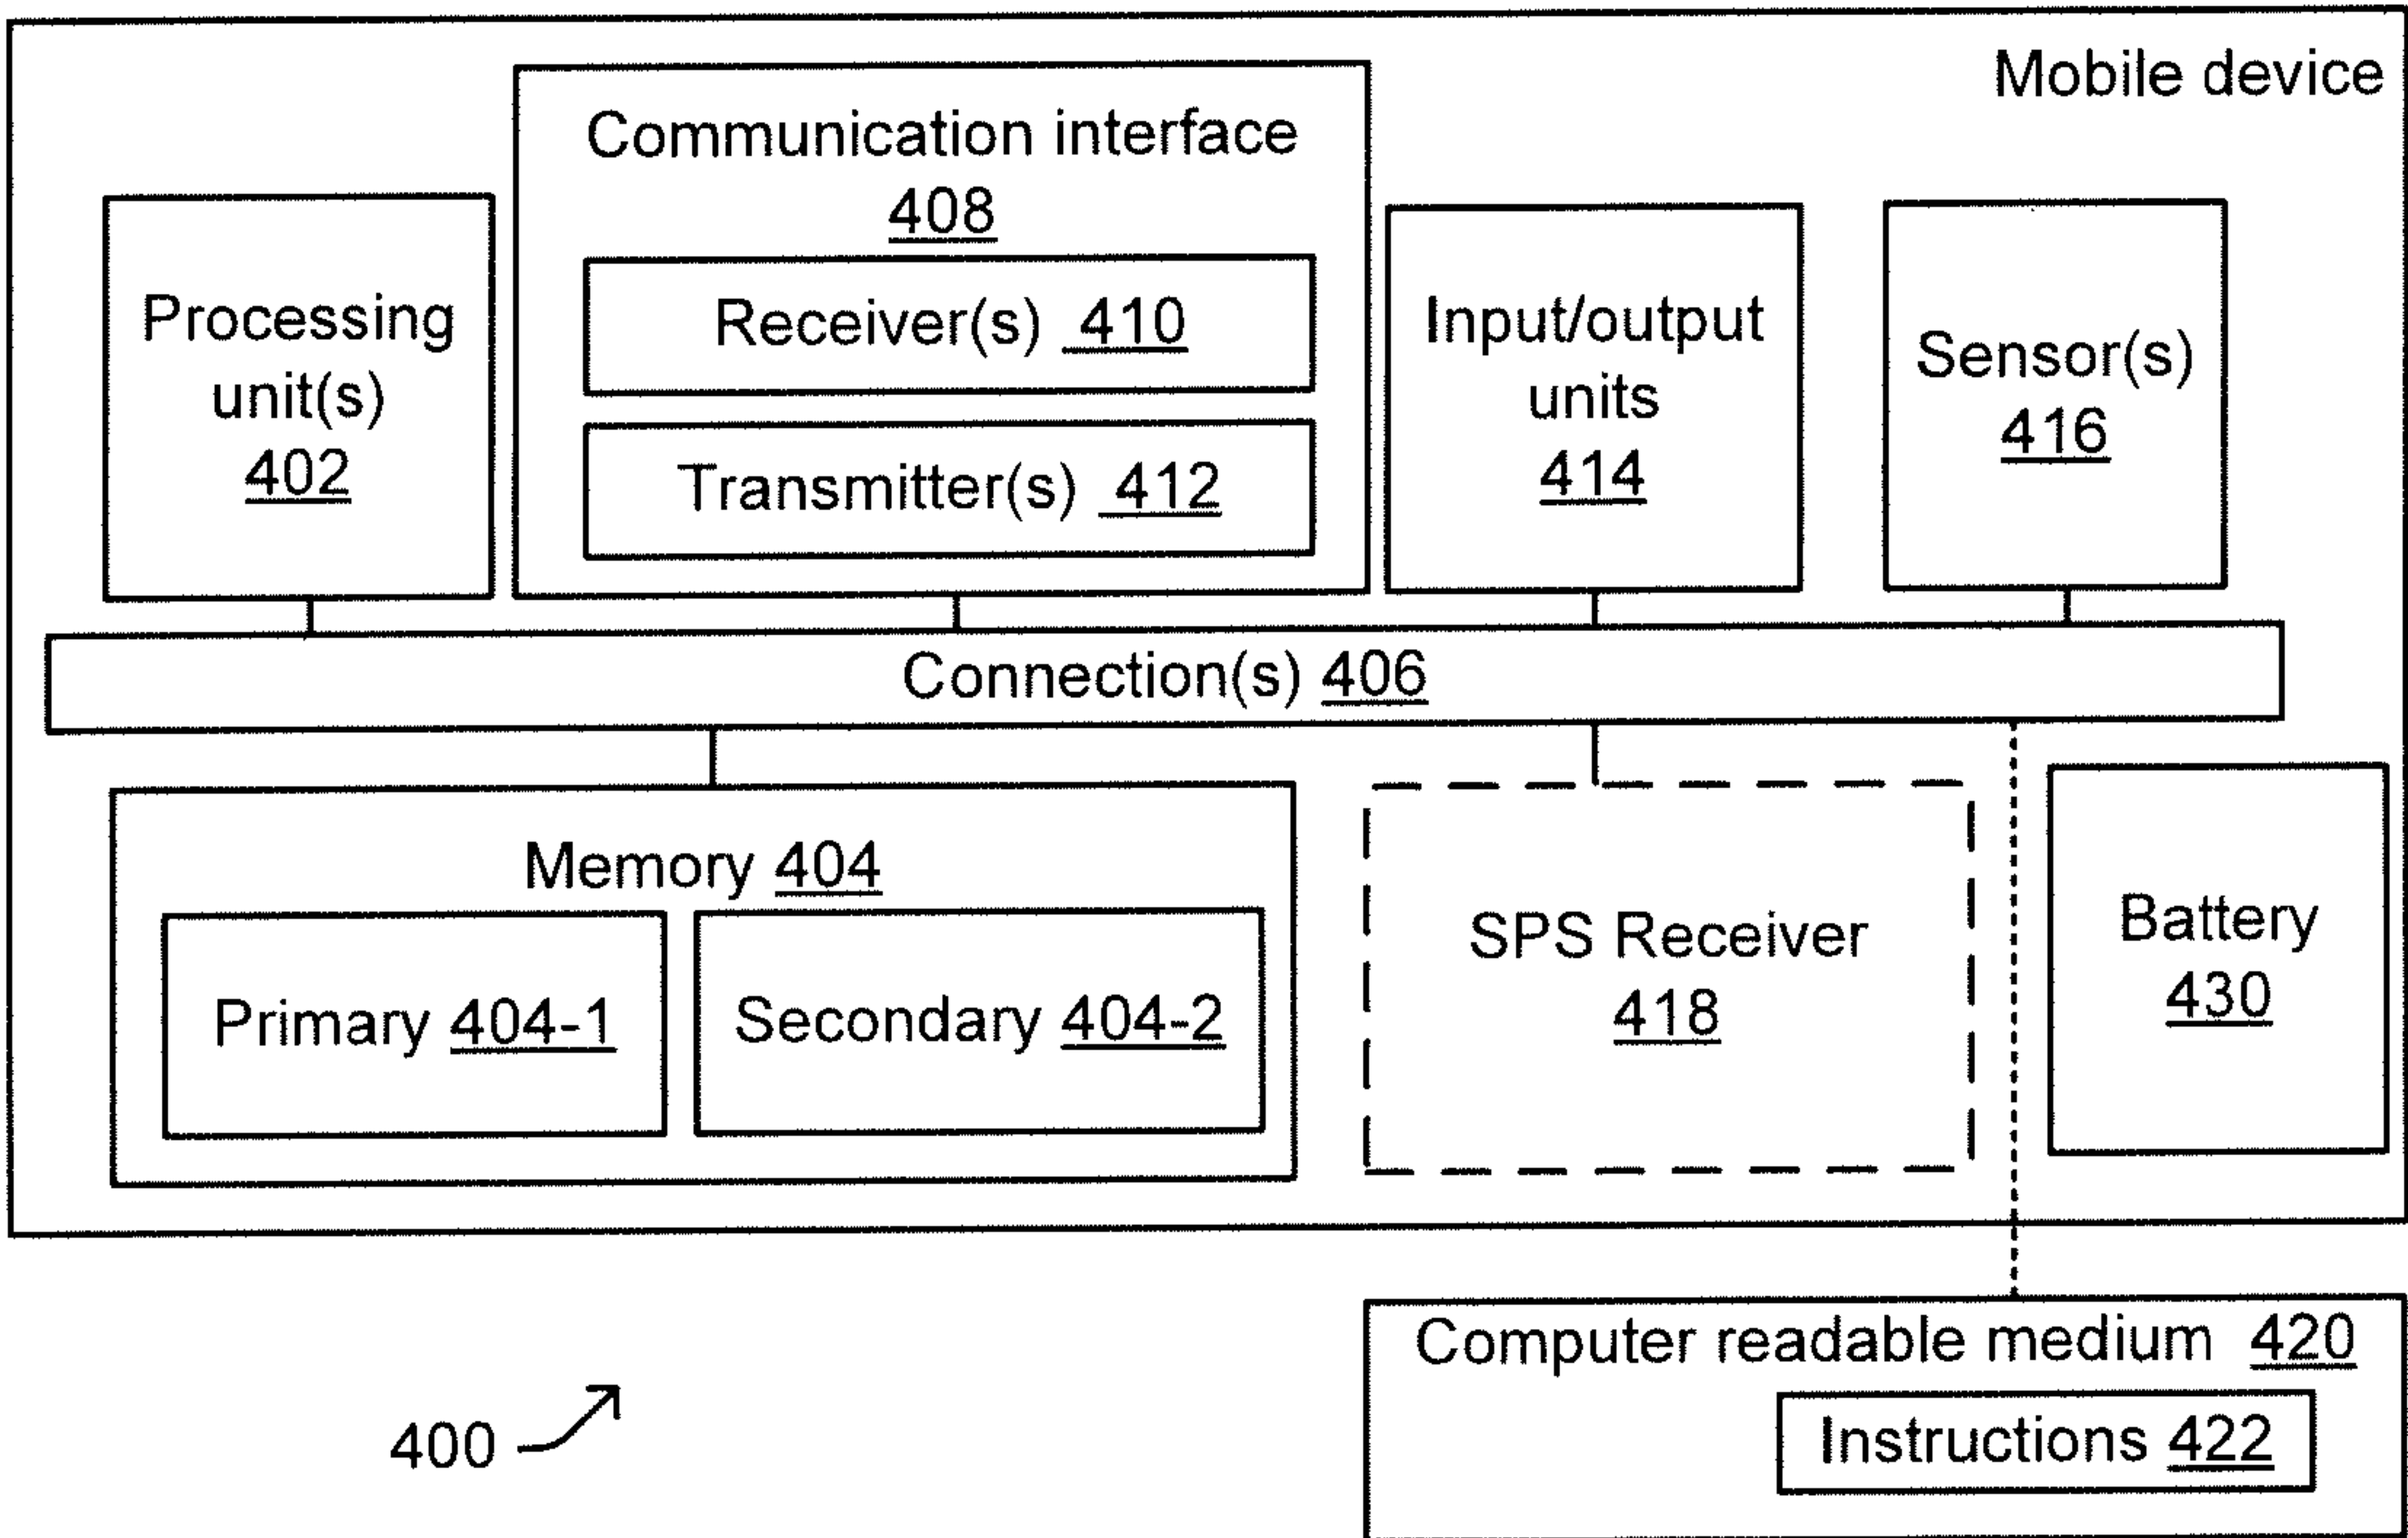 Mobile device
Communication interface
408
Receiver(s) 410
Transmitter(s) 412
Processing
unit(s)
402
Input/output
units
414
Sensor(s)
416
Connection(s) 406
Memory 404
Primary 404-1
Secondary 404-2
SPS Receiver
418
Battery
430
Computer readable medium 420
Instructions 422
400